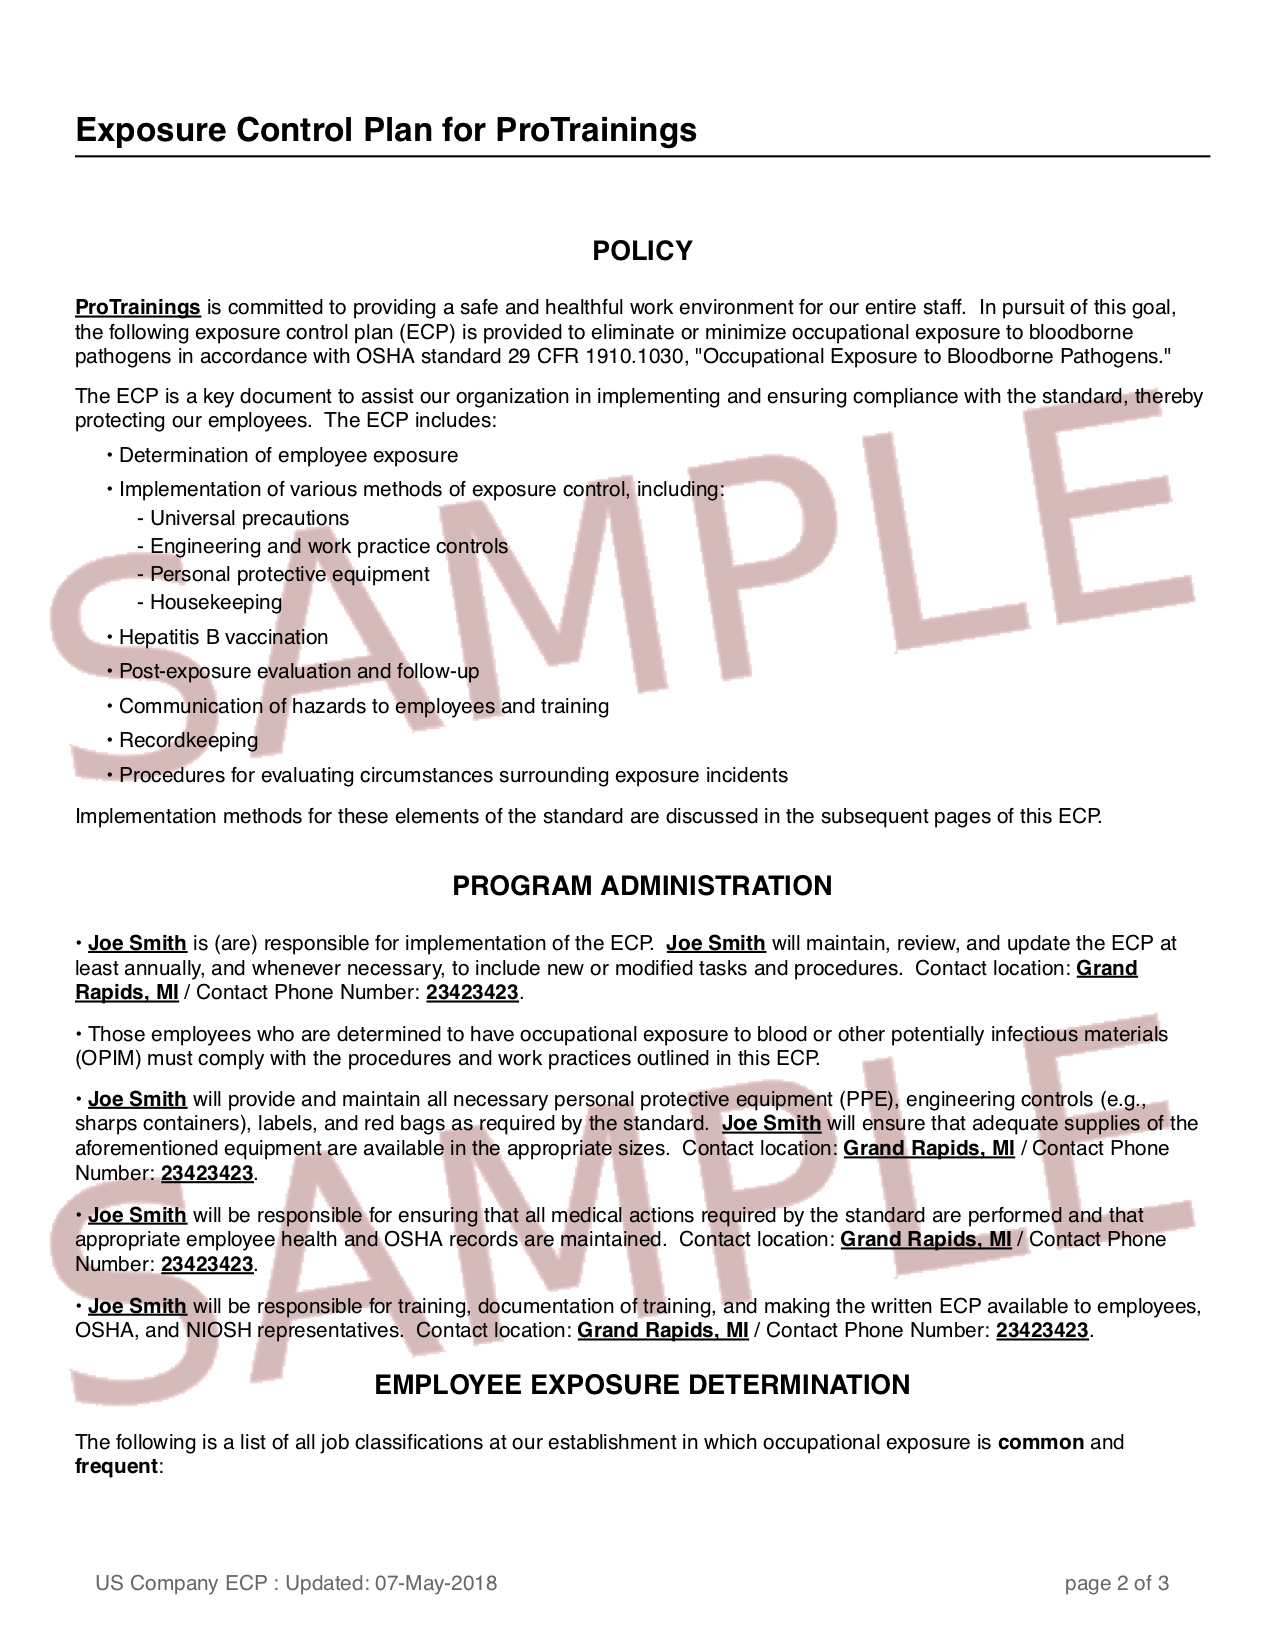 Exposure Control Plan for ProTrainings
POLICY
ProTrainings is committed to providing a safe and healthful work environment for our entire staff.  In pursuit of this goal,
the following exposure control plan (ECP) is provided to eliminate or minimize occupational exposure to bloodborne
pathogens in accordance with OSHA standard 29 CFR 1910.1030, "Occupational Exposure to Bloodborne Pathogens."
The ECP is a key document to assist our organization in implementing and ensuring compliance with the standard, thereby
protecting our employees.  The ECP includes:
• Determination of employee exposure
• Implementation of various methods of exposure control, including:
- Universal precautions
- Engineering and work practice controls
- Personal protective equipment
- Housekeeping
• Hepatitis B vaccination
• Post-exposure evaluation and follow-up
• Communication of hazards to employees and training
• Recordkeeping
• Procedures for evaluating circumstances surrounding exposure incidents
SAMPLE
Implementation methods for these elements of the standard are discussed in the subsequent pages of this ECP.
PROGRAM ADMINISTRATION
• Joe Smith is (are) responsible for implementation of the ECP.  Joe Smith will maintain, review, and update the ECP at
least annually, and whenever necessary, to include new or modified tasks and procedures.  Contact location: Grand
Rapids, MI / Contact Phone Number: 23423423.
• Those employees who are determined to have occupational exposure to blood or other potentially infectious materials
(OPIM) must comply with the procedures and work practices outlined in this ECP.
• Joe Smith will provide and maintain all necessary personal protective equipment (PPE), engineering controls (e.g.,
sharps containers), labels, and red bags as required by the standard.  Joe Smith will ensure that adequate supplies of the
aforementioned equipment are available in the appropriate sizes.  Contact location: Grand Rapids, MI / Contact Phone
Number: 23423423.
• Joe Smith will be responsible for ensuring that all medical actions required by the standard are performed and that
appropriate employee health and OSHA records are maintained.  Contact location: Grand Rapids, MI / Contact Phone
Number: 23423423.
• Joe Smith will be responsible for training, documentation of training, and making the written ECP available to employees,
OSHA, and NIOSH representatives.  Contact location: Grand Rapids, MI / Contact Phone Number: 23423423.
SAMPLE
EMPLOYEE EXPOSURE DETERMINATION
The following is a list of all job classifications at our establishment in which occupational exposure is common and
frequent:
US Company ECP : Updated: 07-May-2018
page 2 of 3